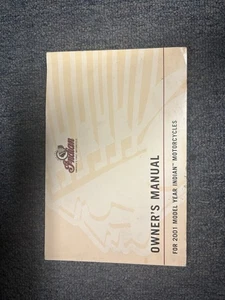 Indian
OWNER'S MANUAL
FOR 2001 MODEL YEAR INDIAN™ MOTORCYCLES